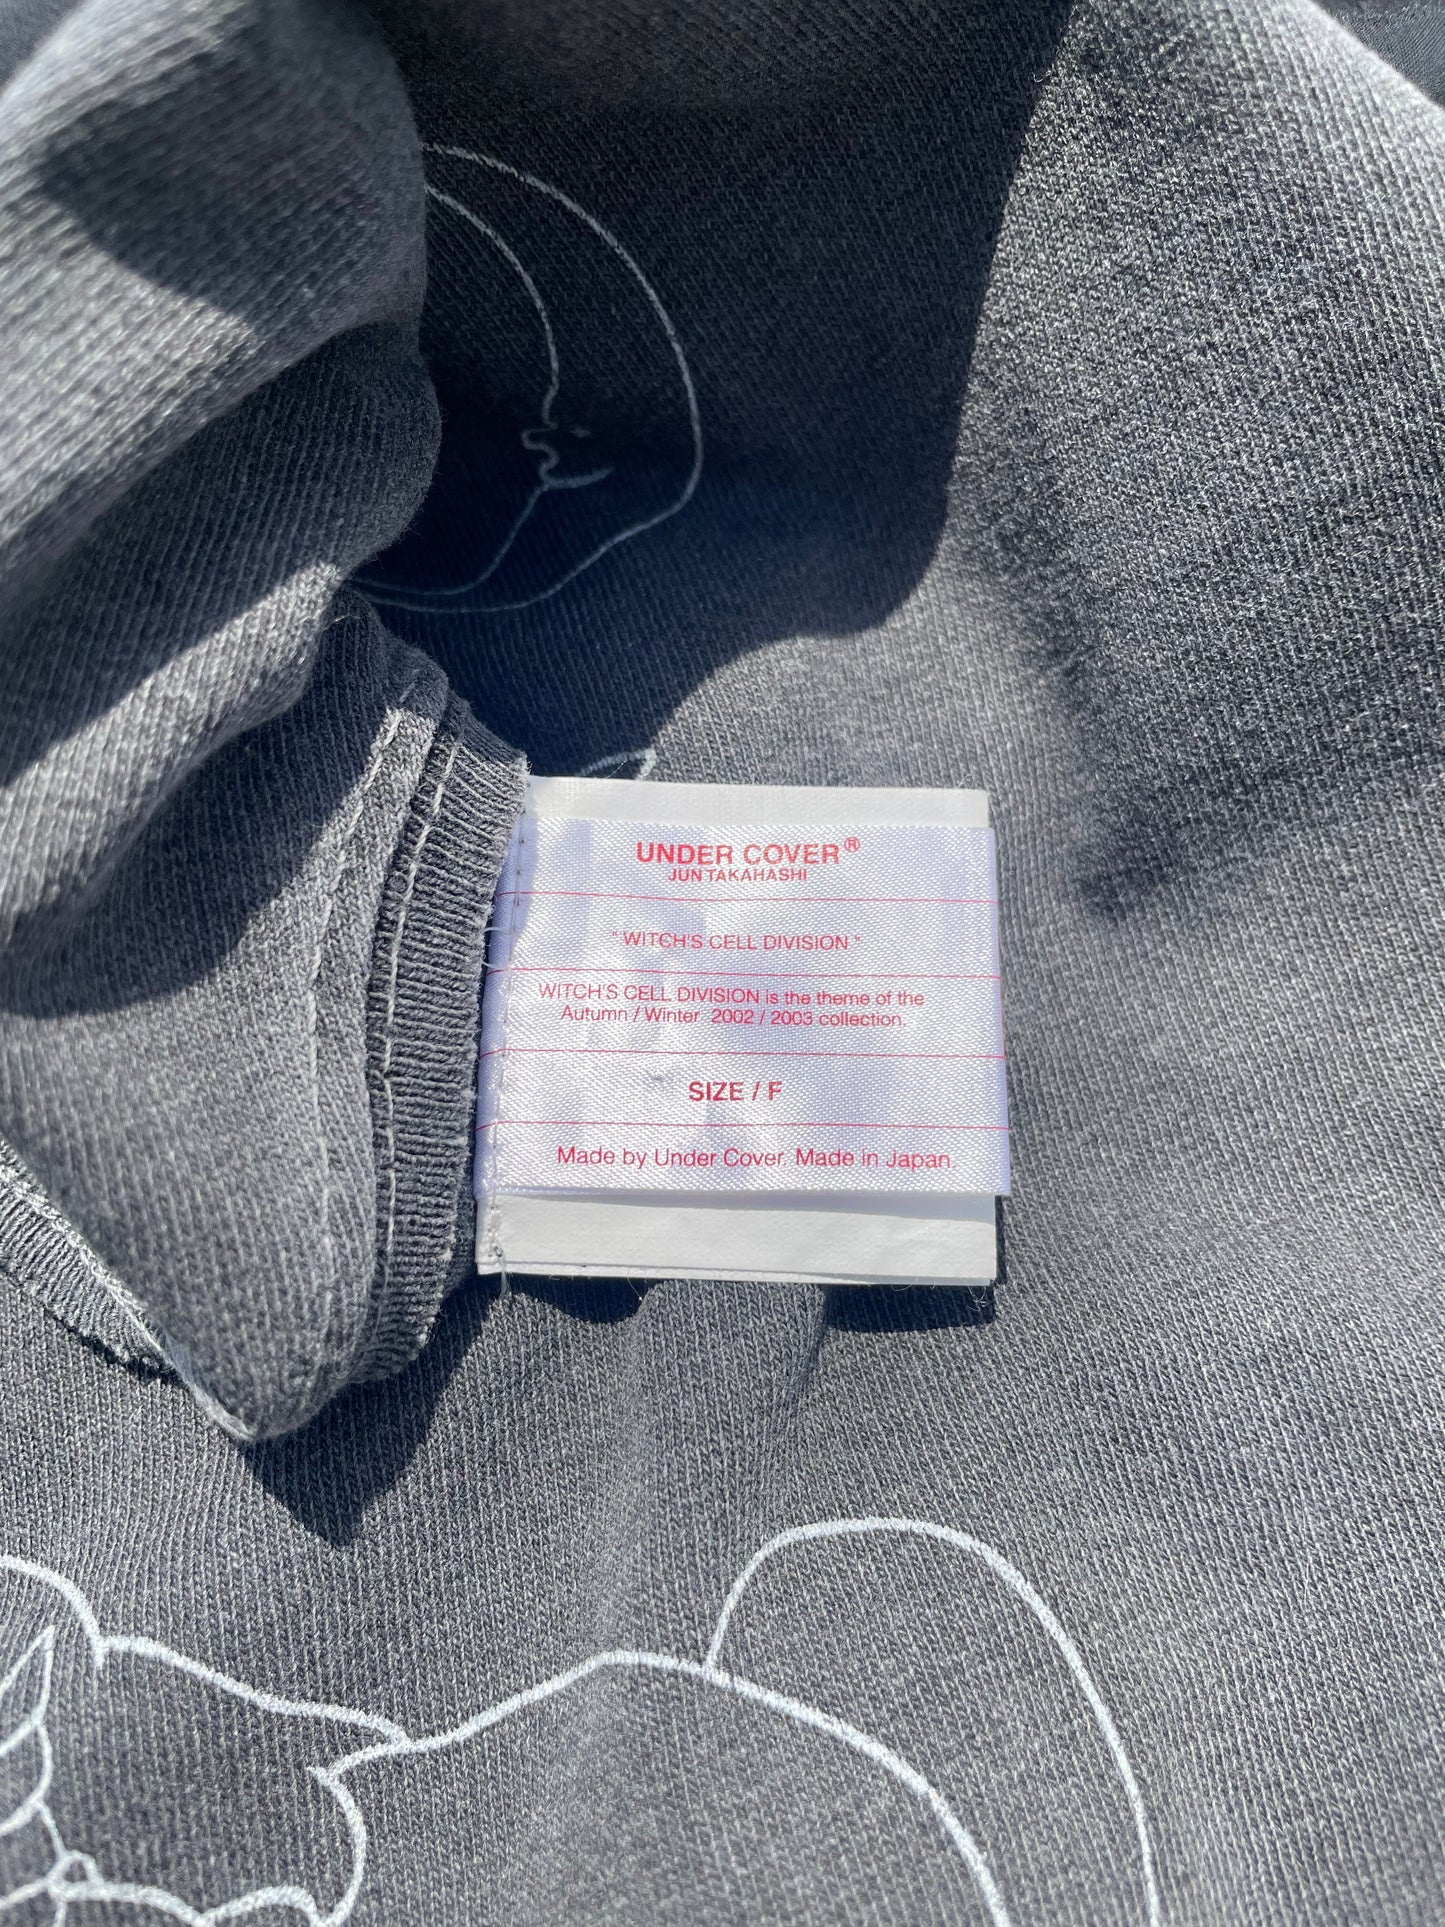 UNDER COVER®
JUN TAKAHASHI
" WITCH'S CELL DIVISION "
WITCH'S CELL DIVISION is the theme of the
Autumn / Winter 2002 / 2003 collection.
SIZE / F
Made by Under Cover. Made in Japan.